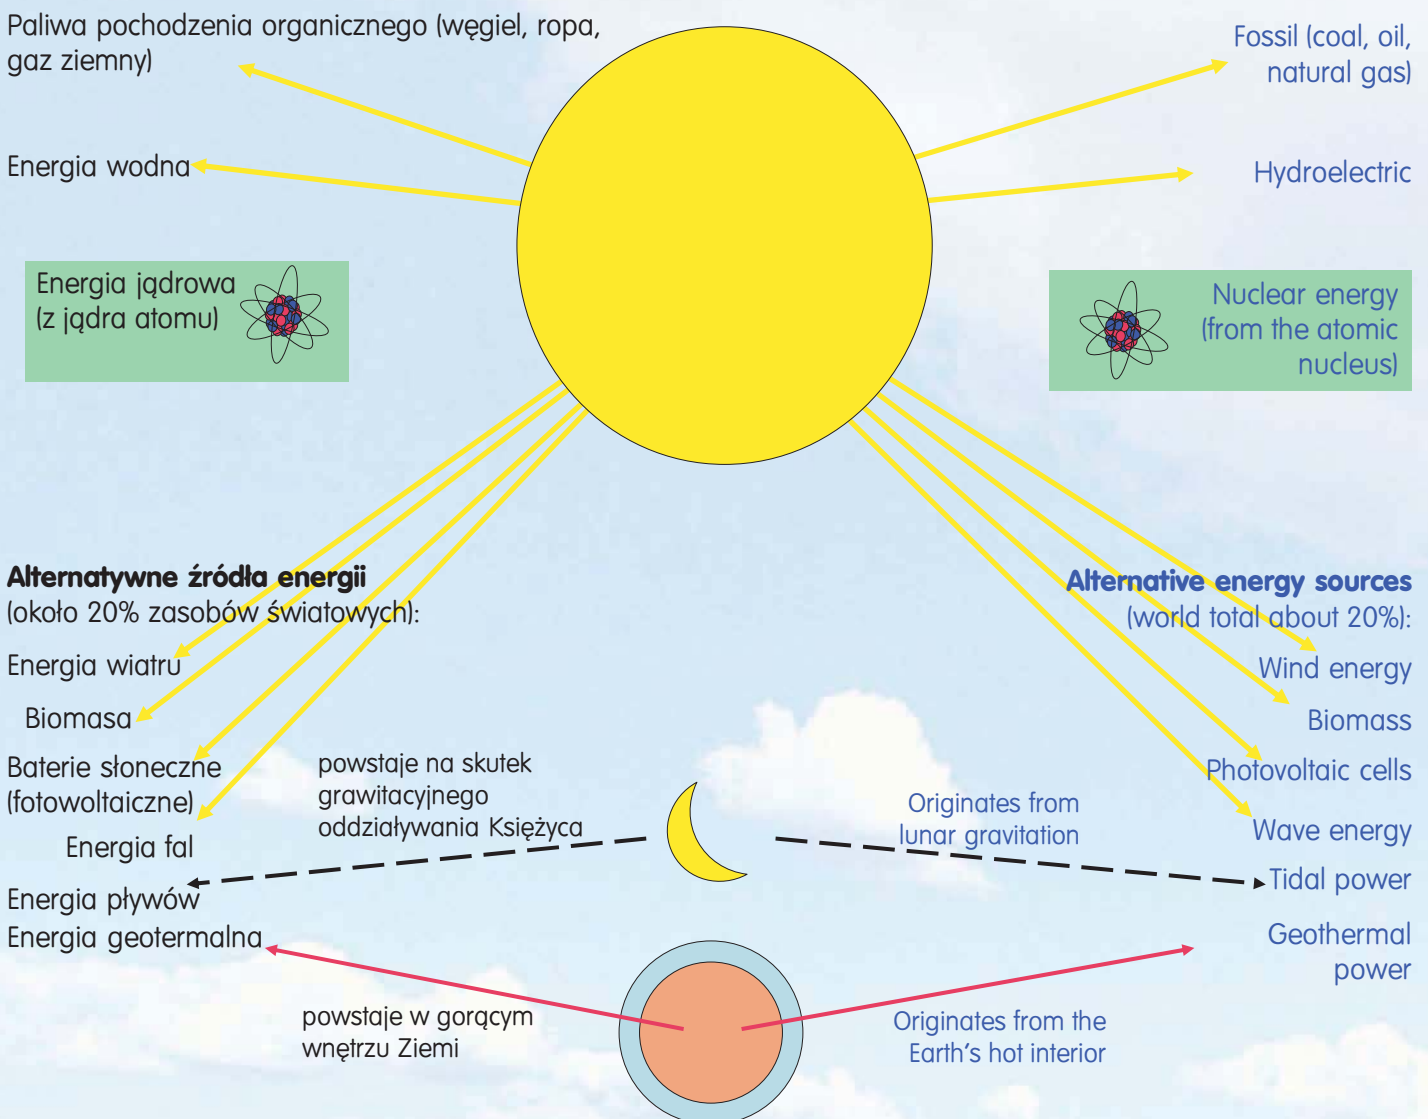 Paliwa pochodzenia organicznego (węgiel, ropa,
gaz ziemny)
Energia wodna
Energia jądrowa
(z jądra atomu)
Alternatywne źródła energii
(około 20% zasobów światowych):
Energia wiatru
Biomasa
Baterie słoneczne
(fotowoltaiczne)
Energia fal
Energia pływów
Energia geotermalna
powstaje na skutek
grawitacyjnego
oddziaływania Księżyca
powstaje w gorącym
wnętrzu Ziemi
Fossil (coal, oil,
natural gas)
Hydroelectric
Nuclear energy
(from the atomic
nucleus)
Alternative energy sources
(world total about 20%):
Wind energy
Biomass
Photovoltaic cells
Wave energy
Tidal power
Geothermal
power
Originates from
lunar gravitation
Originates from the
Earth's hot interior